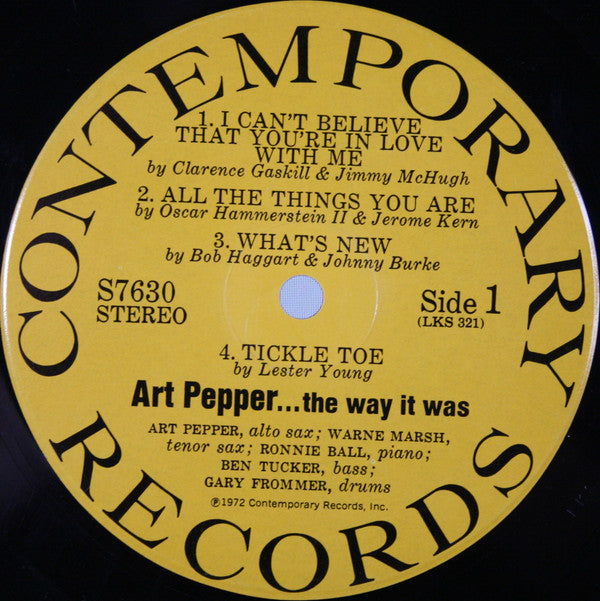 CONTEMPORARY
1. I CAN'T BELIEVE
THAT YOU'RE IN LOVE
WITH ME
by Clarence Gaskill & Jimmy McHugh
2. ALL THE THINGS YOU ARE
by Oscar Hammerstein II & Jerome Kern
3. WHAT'S NEW
by Bob Haggart & Johnny Burke
S7630
STEREO
Side 1
(LKS 321)
4. TICKLE TOE
by Lester Young
Art Pepper...the way it was
ART PEPPER, alto sax; WARNE MARSH,
tenor sax; RONNIE BALL, piano;
BEN TUCKER, bass;
GARY FROMMER, drums
℗1972 Contemporary Records, Inc.
RECORDS